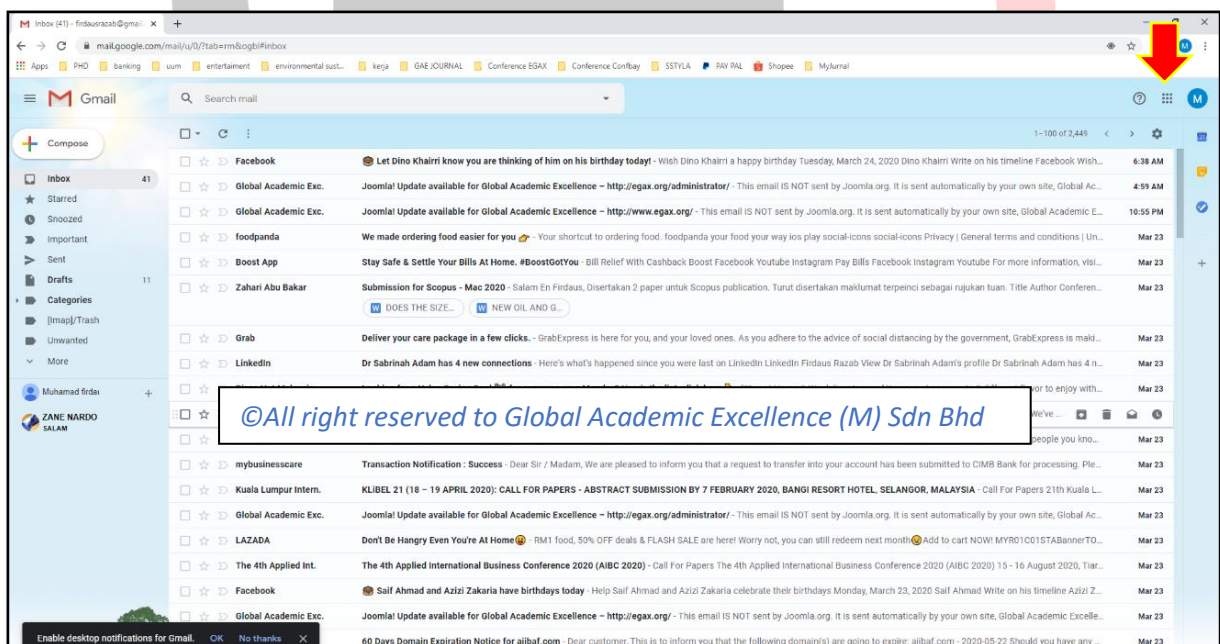 Inbox (41) - firdausrazab@gmail.
mail.google.com/mail/u/0/?tab=rm&ogbl#inbox
Apps PHD banking uum entertaiment environmental sust... kerja GAE JOURNAL Conference EGAX Conference Confbay SSTYLA PAY PAL Shopee MyJurnal
Gmail Search mail M
Compose 1–100 of 2,449
Facebook Let Dino Khairri know you are thinking of him on his birthday today! - Wish Dino Khairri a happy birthday Tuesday, March 24, 2020 Dino Khairri Write on his timeline Facebook Wish... 6:38 AM
Inbox 41
Global Academic Exc. Joomla! Update available for Global Academic Excellence – http://egax.org/administrator/ - This email IS NOT sent by Joomla.org. It is sent automatically by your own site, Global Ac... 4:59 AM
Starred
Global Academic Exc. Joomla! Update available for Global Academic Excellence – http://www.egax.org/ - This email IS NOT sent by Joomla.org. It is sent automatically by your own site, Global Academic E... 10:55 PM
Snoozed
Important
foodpanda We made ordering food easier for you - Your shortcut to ordering food. foodpanda your food your way ios play social-icons social-icons Privacy | General terms and conditions | Un... Mar 23
Sent
Boost App Stay Safe & Settle Your Bills At Home. #BoostGotYou - Bill Relief With Cashback Boost Facebook Youtube Instagram Pay Bills Facebook Instagram Youtube For more information, visi... Mar 23
Drafts 11
Zahari Abu Bakar Submission for Scopus - Mac 2020 - Salam En Firdaus, Disertakan 2 paper untuk Scopus publication. Turut disertakan maklumat terpeinci sebagai rujukan tuan. Title Author Conferen... Mar 23
Categories
DOES THE SIZE... NEW OIL AND G...
[Imap]/Trash
Unwanted
Grab Deliver your care package in a few clicks. - GrabExpress is here for you, and your loved ones. As you adhere to the advice of social distancing by the government, GrabExpress is maki... Mar 23
More
LinkedIn Dr Sabrinah Adam has 4 new connections - Here's what's happened since you were last on LinkedIn LinkedIn Firdaus Razab View Dr Sabrinah Adam's profile Dr Sabrinah Adam has 4 n... Mar 23
Muhamad firdau
vor to enjoy with... Mar 23
ZANE NARDO
SALAM
©All right reserved to Global Academic Excellence (M) Sdn Bhd
We've ...
people you kno... Mar 23
mybusinesscare Transaction Notification : Success - Dear Sir / Madam, We are pleased to inform you that a request to transfer into your account has been submitted to CIMB Bank for processing. Ple... Mar 23
Kuala Lumpur Intern. KLiBEL 21 (18 – 19 APRIL 2020): CALL FOR PAPERS - ABSTRACT SUBMISSION BY 7 FEBRUARY 2020, BANGI RESORT HOTEL, SELANGOR, MALAYSIA - Call For Papers 21th Kuala L... Mar 23
Global Academic Exc. Joomla! Update available for Global Academic Excellence – http://egax.org/administrator/ - This email IS NOT sent by Joomla.org. It is sent automatically by your own site, Global Ac... Mar 23
LAZADA Don't Be Hangry Even You're At Home - RM1 food, 50% OFF deals & FLASH SALE are here! Worry not, you can still redeem next month Add to cart NOW! MYR01C01STABannerTO... Mar 23
The 4th Applied Int. The 4th Applied International Business Conference 2020 (AIBC 2020) - Call For Papers The 4th Applied International Business Conference 2020 (AIBC 2020) 15 - 16 August 2020, Tiar... Mar 23
Facebook Saif Ahmad and Azizi Zakaria have birthdays today - Help Saif Ahmad and Azizi Zakaria celebrate their birthdays Monday, March 23, 2020 Saif Ahmad Write on his timeline Azizi Z... Mar 23
Global Academic Exc. Joomla! Update available for Global Academic Excellence – http://egax.org/ - This email IS NOT sent by Joomla.org. It is sent automatically by your own site, Global Academic Excelle... Mar 23
Enable desktop notifications for Gmail. OK No thanks
60 Days Domain Expiration Notice for aiibaf.com - Dear customer, This is to inform you that the following domain(s) are going to expire: aiibaf.com - 2020-05-22 Should you have any ... Mar 23